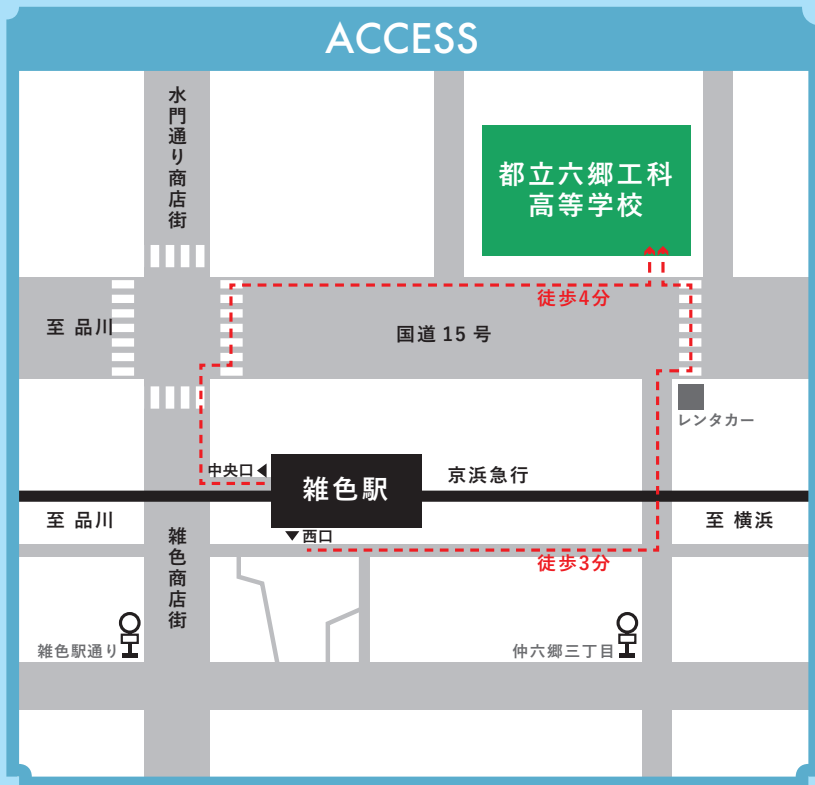 ACCESS
水門通り商店街
都立六郷工科
高等学校
徒歩4分
至 品川
国道 15 号
レンタカー
中央口
雑色駅
京浜急行
至 品川
至 横浜
西口
雑色商店街
徒歩3分
雑色駅通り
仲六郷三丁目